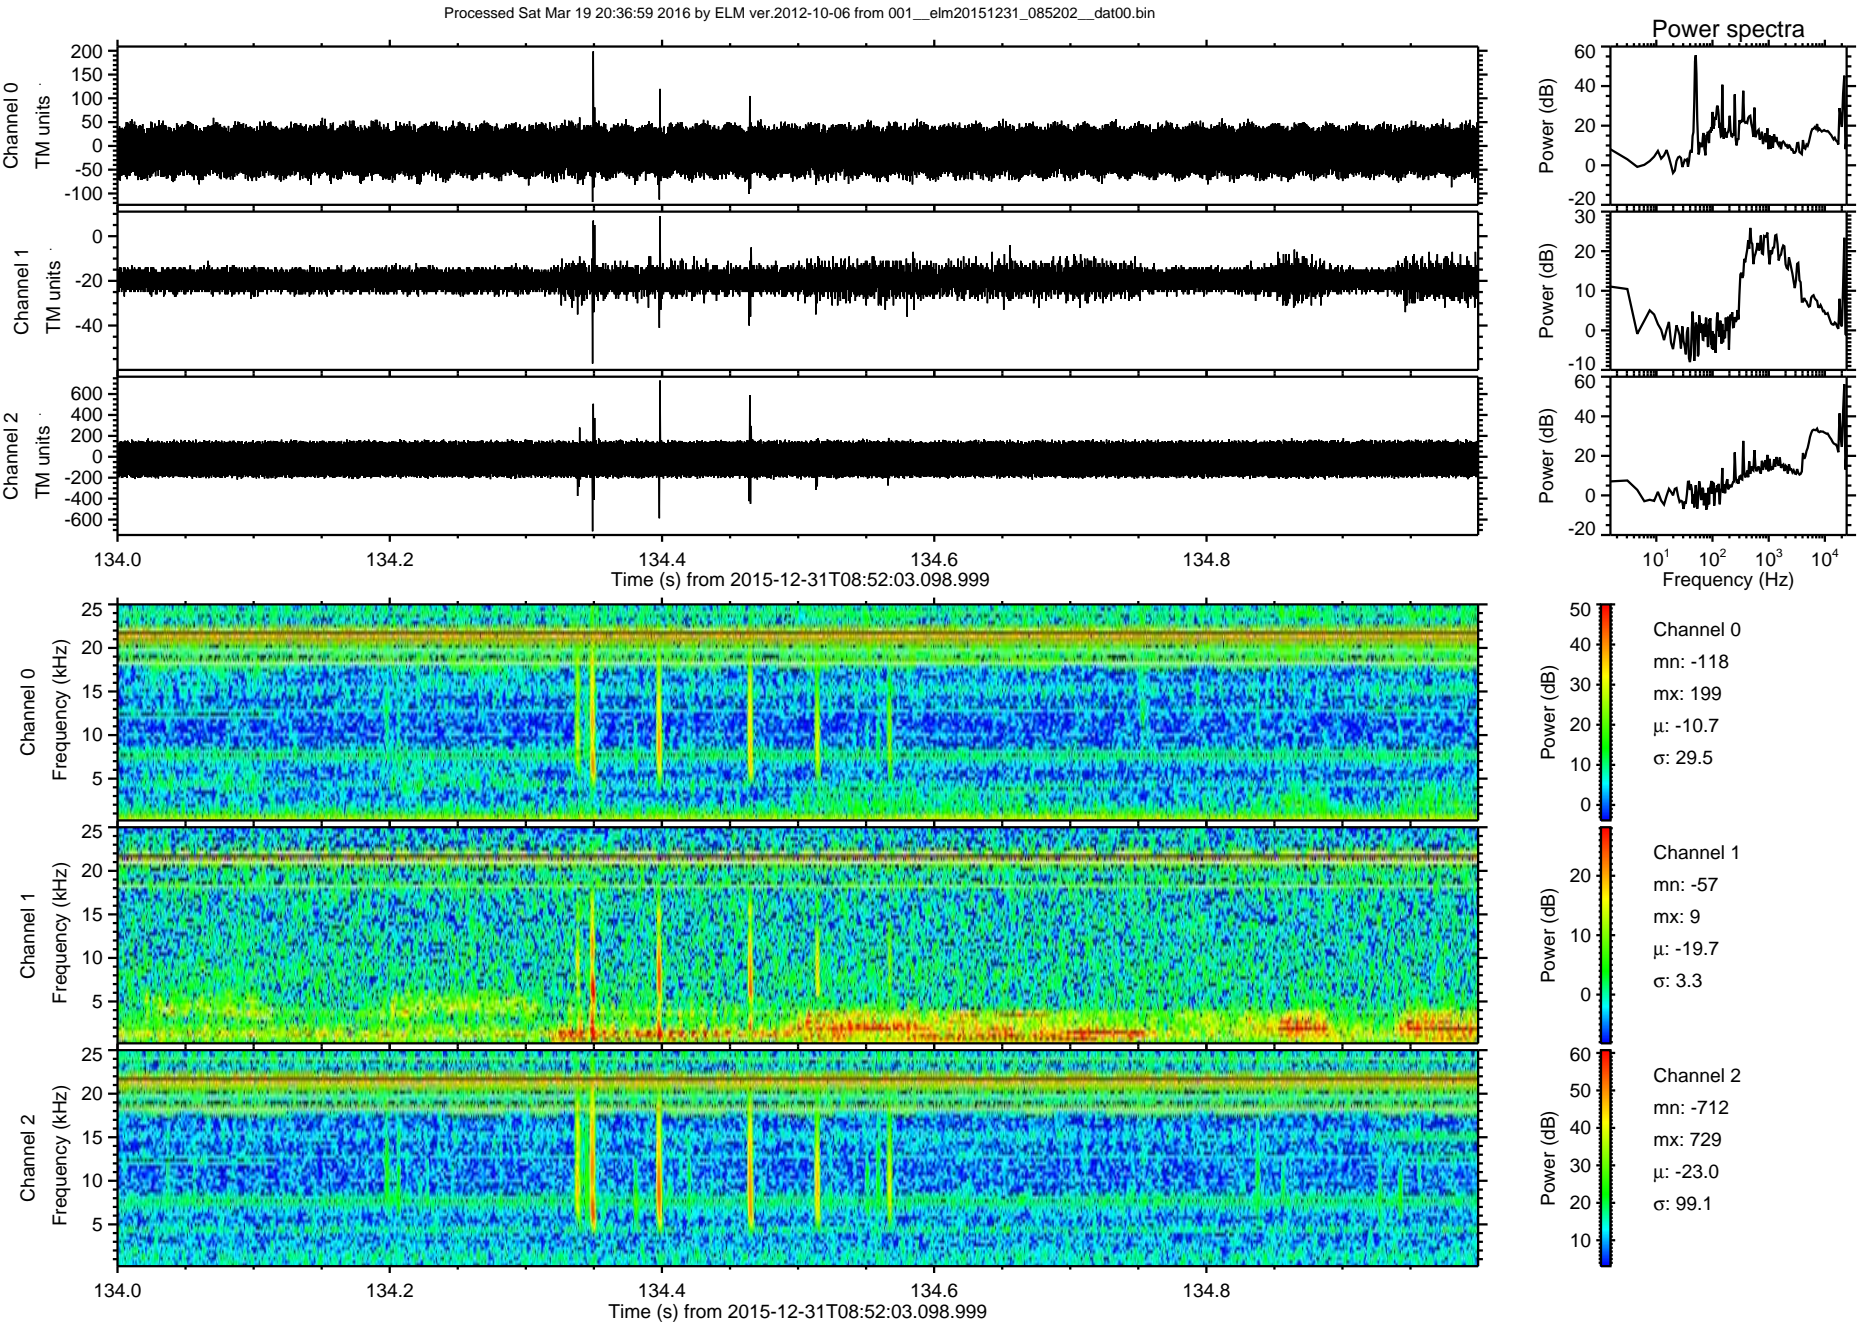 Processed Sat Mar 19 20:36:59 2016 by ELM ver.2012-10-06 from 001__elm20151231_085202__dat00.bin
Power spectra
Channel 0
TM units
200
150
100
50
0
-50
-100
Power (dB)
60
40
20
0
-20
Channel 1
TM units
0
-20
-40
Power (dB)
30
20
10
0
-10
Channel 2
TM units
600
400
200
0
-200
-400
-600
Power (dB)
60
40
20
0
-20
134.0 134.2 134.4 134.6 134.8
Time (s) from 2015-12-31T08:52:03.098.999
10¹ 10² 10³ 10⁴
Frequency (Hz)
Channel 0
Frequency (kHz)
25
20
15
10
5
Power (dB)
50
40
30
20
10
0
Channel 0
mn: -118
mx: 199
µ: -10.7
σ: 29.5
Channel 1
Frequency (kHz)
25
20
15
10
5
Power (dB)
20
10
0
Channel 1
mn: -57
mx: 9
µ: -19.7
σ: 3.3
Channel 2
Frequency (kHz)
25
20
15
10
5
Power (dB)
60
50
40
30
20
10
Channel 2
mn: -712
mx: 729
µ: -23.0
σ: 99.1
134.0 134.2 134.4 134.6 134.8
Time (s) from 2015-12-31T08:52:03.098.999